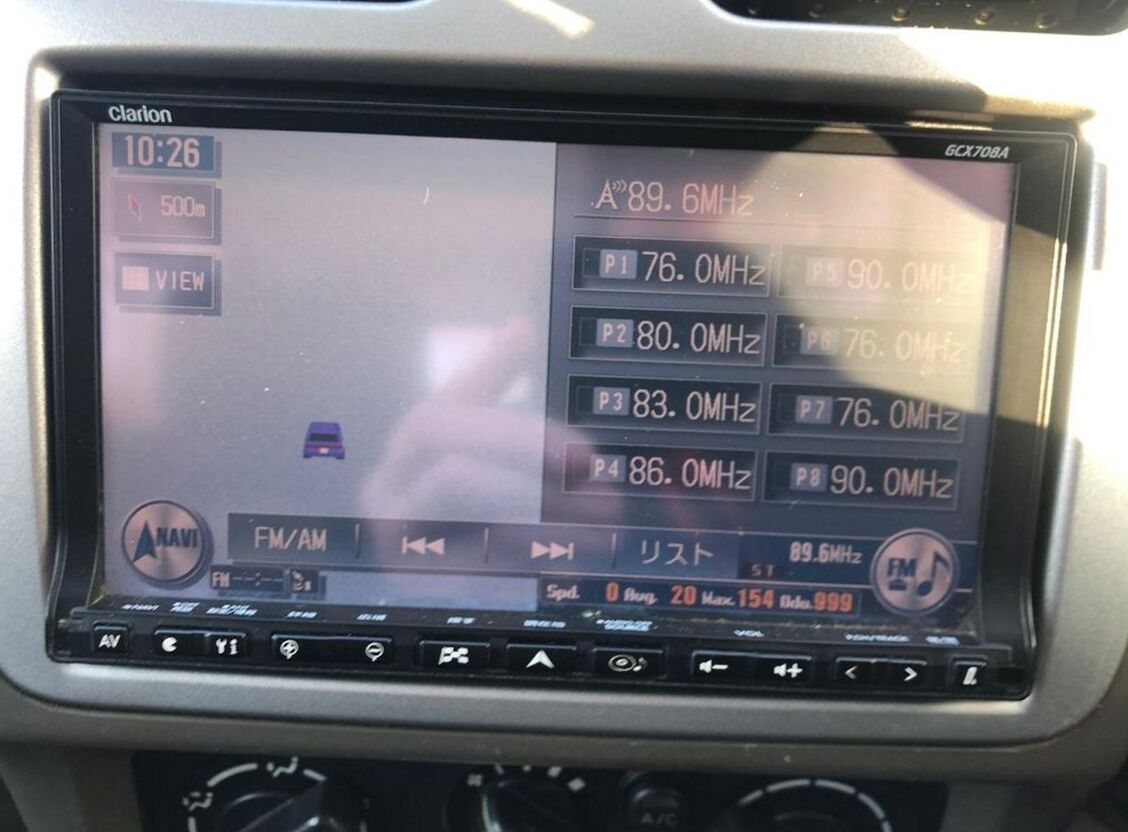 Clarion
GCX708A
10:26
500m
VIEW
89.6MHz
P1 76.0MHz
P5 90.0MHz
P2 80.0MHz
P6 76.0MHz
P3 83.0MHz
P7 76.0MHz
P4 86.0MHz
P8 90.0MHz
NAVI
FM/AM
リスト
ST
89.6MHz
FM
FM --:--
Spd. 0 Avg. 20 Max. 154 Odo. 999
VOL
AV
A/C